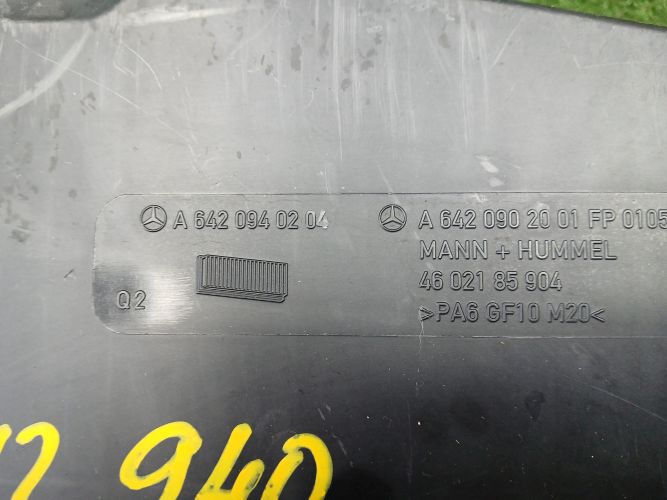 A 642 094 02 04
Q2
A 642 090 20 01 FP 0105
MANN + HUMMEL
46 021 85 904
>PA6 GF10 M20<
940